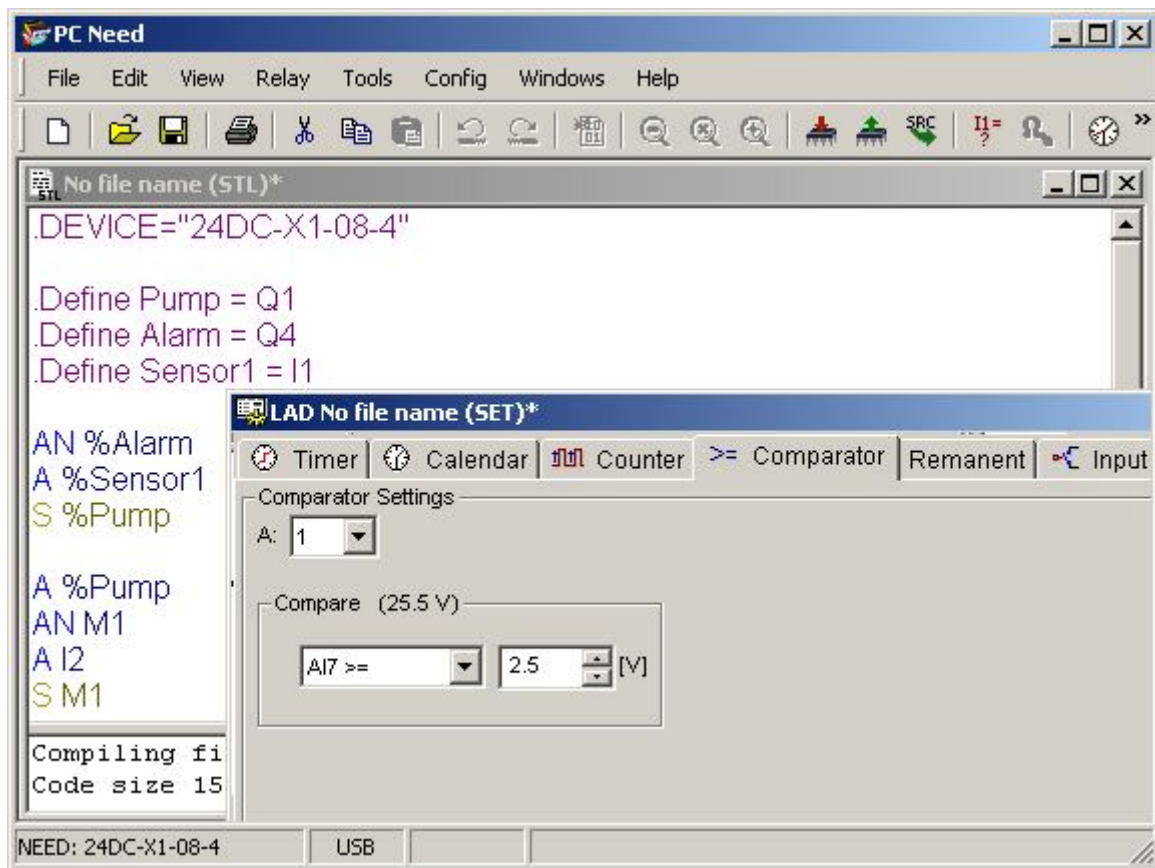 PC Need
File Edit View Relay Tools Config Windows Help
SRC I1= ? »
No file name (STL)*
.DEVICE="24DC-X1-08-4"
.Define Pump = Q1
.Define Alarm = Q4
.Define Sensor1 = I1
AN %Alarm
A %Sensor1
S %Pump
A %Pump
AN M1
A I2
S M1
Compiling fi
Code size 15
LAD No file name (SET)*
Timer Calendar Counter >= Comparator Remanent Input
Comparator Settings
A: 1
Compare (25.5 V)
AI7 >= 2.5 [V]
NEED: 24DC-X1-08-4 USB